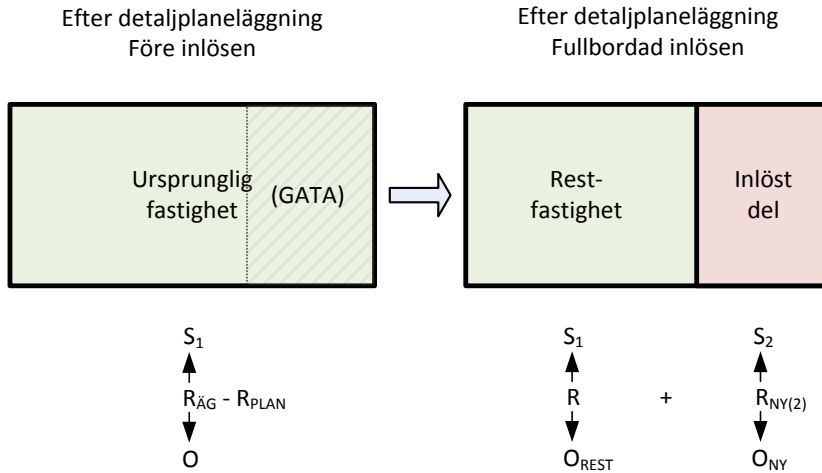 Efter detaljplaneläggning
Före inlösen
Efter detaljplaneläggning
Fullbordad inlösen
Ursprunglig
fastighet
(GATA)
Rest-
fastighet
Inlöst
del
S1
RÄG - RPLAN
O
S1
R
OREST
+
S2
RNY(2)
ONY